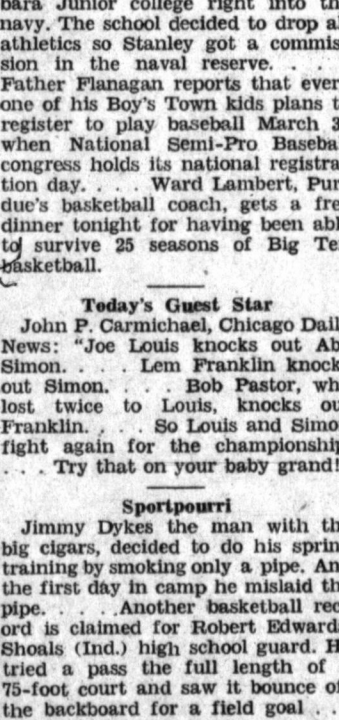 bara Junior college right into th
navy. The school decided to drop al
athletics so Stanley got a commis
sion in the naval reserve. . . .
Father Flanagan reports that ever
one of his Boy's Town kids plans t
register to play baseball March 3
when National Semi-Pro Baseba
congress holds its national registra
tion day. . . . Ward Lambert, Pur
due's basketball coach, gets a fre
dinner tonight for having been abl
to survive 25 seasons of Big Te
basketball.
Today's Guest Star
John P. Carmichael, Chicago Dail
News: "Joe Louis knocks out Ab
Simon. . . . Lem Franklin knock
out Simon. . . . Bob Pastor, wh
lost twice to Louis, knocks ou
Franklin. . . . So Louis and Simo
fight again for the championship
. . . Try that on your baby grand!
Sportpourri
Jimmy Dykes the man with th
big cigars, decided to do his sprin
training by smoking only a pipe. An
the first day in camp he mislaid th
pipe. . . . .Another basketball rec
ord is claimed for Robert Edward
Shoals (Ind.) high school guard. H
tried a pass the full length of
75-foot court and saw it bounce of
the backboard for a field goal . .